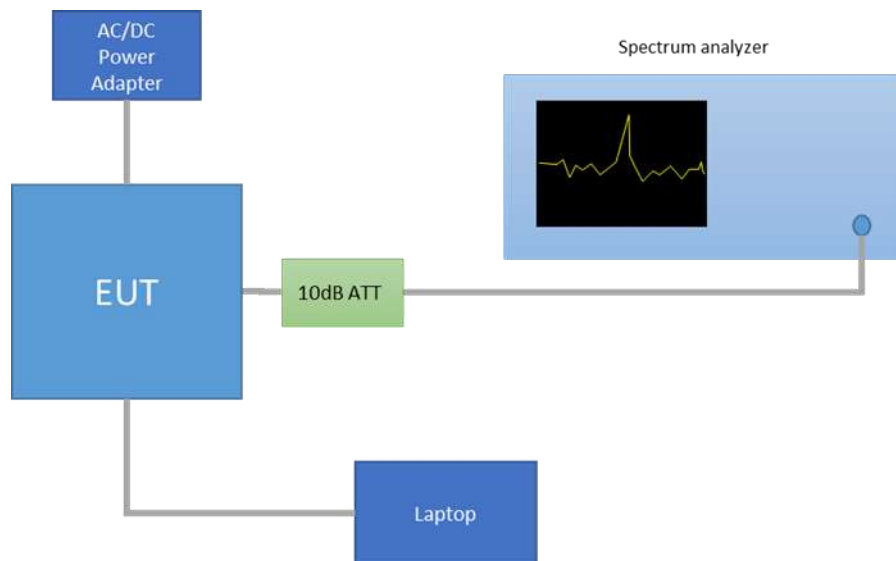 AC/DC
Power
Adapter
Spectrum analyzer
EUT
10dB ATT
Laptop